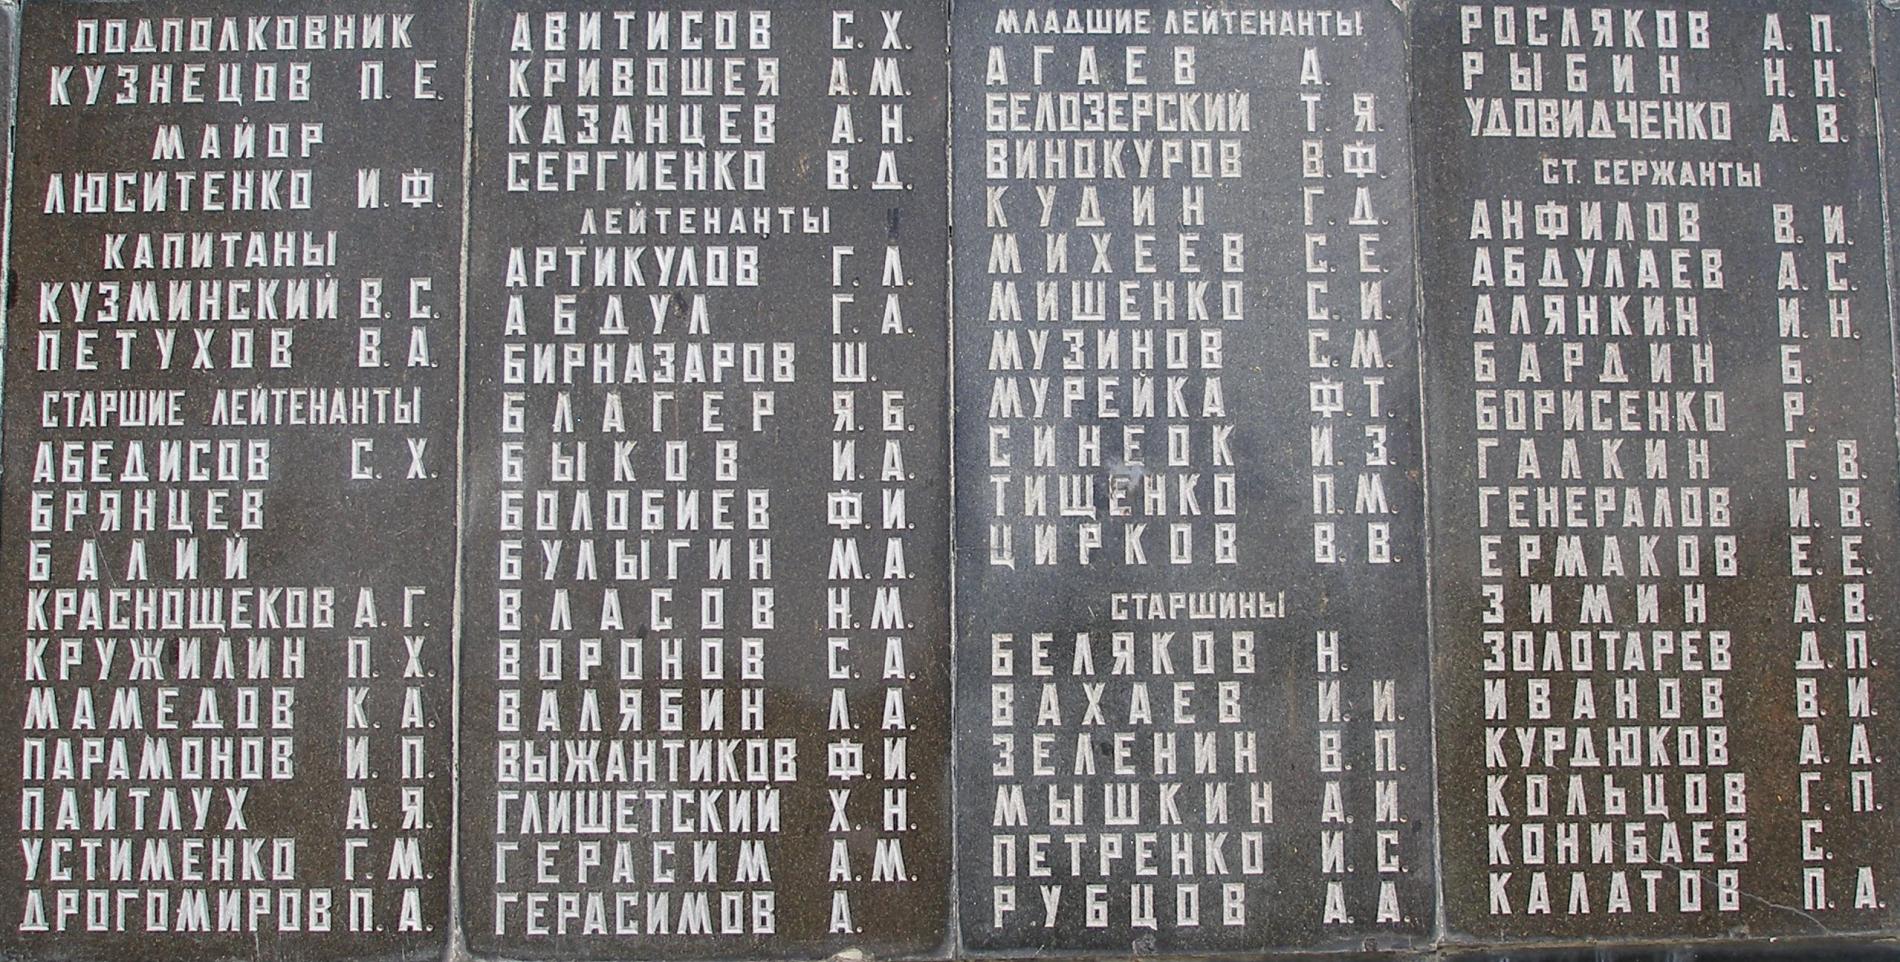 ПОДПОЛКОВНИК
КУЗНЕЦОВ П. Е.
МАЙОР
ЛЮСИТЕНКО И. Ф.
КАПИТАНЫ
КУЗМИНСКИЙ В. С.
ПЕТУХОВ В. А.
СТАРШИЕ ЛЕЙТЕНАНТЫ
АБЕДИСОВ С. Х.
БРЯНЦЕВ
БАЛИЙ
КРАСНОЩЕКОВ А. Г.
КРУЖИЛИН П. Х.
МАМЕДОВ К. А.
ПАРАМОНОВ И. П.
ПАИТЛУХ А. Я.
УСТИМЕНКО Г. М.
ДРОГОМИРОВ П. А.
АВИТИСОВ С. Х.
КРИВОШЕЯ А. М.
КАЗАНЦЕВ А. Н.
СЕРГИЕНКО В. Д.
ЛЕЙТЕНАНТЫ
АРТИКУЛОВ Г. Л.
АБДУЛ Г. А.
БИРНАЗАРОВ Ш.
БЛАГЕР Я. Б.
БЫКОВ И. А.
БОЛОБИЕВ Ф. И.
БУЛЫГИН М. А.
ВЛАСОВ Н. М.
ВОРОНОВ С. А.
ВАЛЯБИН Л. А.
ВЫЖАНТИКОВ Ф. И.
ГЛИШЕТСКИЙ Х. Н.
ГЕРАСИМ А. М.
ГЕРАСИМОВ А.
МЛАДШИЕ ЛЕЙТЕНАНТЫ
АГАЕВ А.
БЕЛОЗЕРСКИЙ Т. Я.
ВИНОКУРОВ В. Ф.
КУДИН Г. Д.
МИХЕЕВ С. Е.
МИШЕНКО С. И.
МУЗИНОВ С. М.
МУРЕЙКА Ф. Т.
СИНЕОК И. З.
ТИЩЕНКО П. М.
ЦИРКОВ В. В.
СТАРШИНЫ
БЕЛЯКОВ Н.
ВАХАЕВ И. И.
ЗЕЛЕНИН В. П.
МЫШКИН А. И.
ПЕТРЕНКО И. С.
РУБЦОВ А. А.
РОСЛЯКОВ А. П.
РЫБИН Н. Н.
УДОВИДЧЕНКО А. В.
СТ. СЕРЖАНТЫ
АНФИЛОВ В. И.
АБДУЛАЕВ А. С.
АЛЯНКИН И. Н.
БАРДИН Б.
БОРИСЕНКО Р.
ГАЛКИН Г. В.
ГЕНЕРАЛОВ И. В.
ЕРМАКОВ Е. Е.
ЗИМИН А. В.
ЗОЛОТАРЕВ Д. П.
ИВАНОВ В. И.
КУРДЮКОВ А. А.
КОЛЬЦОВ Г. П.
КОНИБАЕВ С.
КАЛАТОВ П. А.